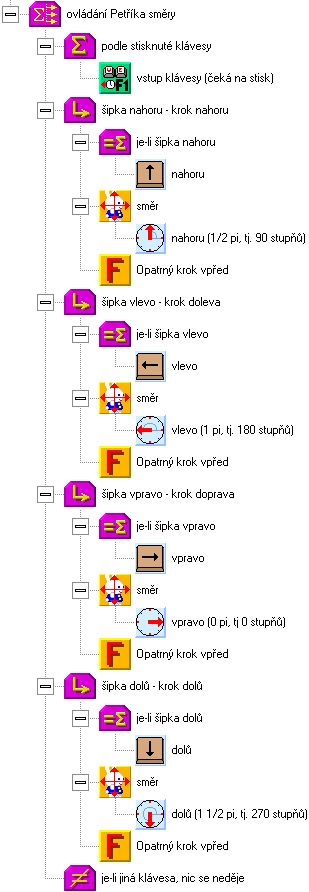 ovládání Petříka směry
podle stisknuté klávesy
vstup klávesy (čeká na stisk)
šipka nahoru - krok nahoru
je-li šipka nahoru
nahoru
směr
nahoru (1/2 pi, tj. 90 stupňů)
Opatrný krok vpřed
šipka vlevo - krok doleva
je-li šipka vlevo
vlevo
směr
vlevo (1 pi, tj. 180 stupňů)
Opatrný krok vpřed
šipka vpravo - krok doprava
je-li šipka vpravo
vpravo
směr
vpravo (0 pi, tj 0 stupňů)
Opatrný krok vpřed
šipka dolů - krok dolů
je-li šipka dolů
dolů
směr
dolů (1 1/2 pi, tj. 270 stupňů)
Opatrný krok vpřed
je-li jiná klávesa, nic se neděje